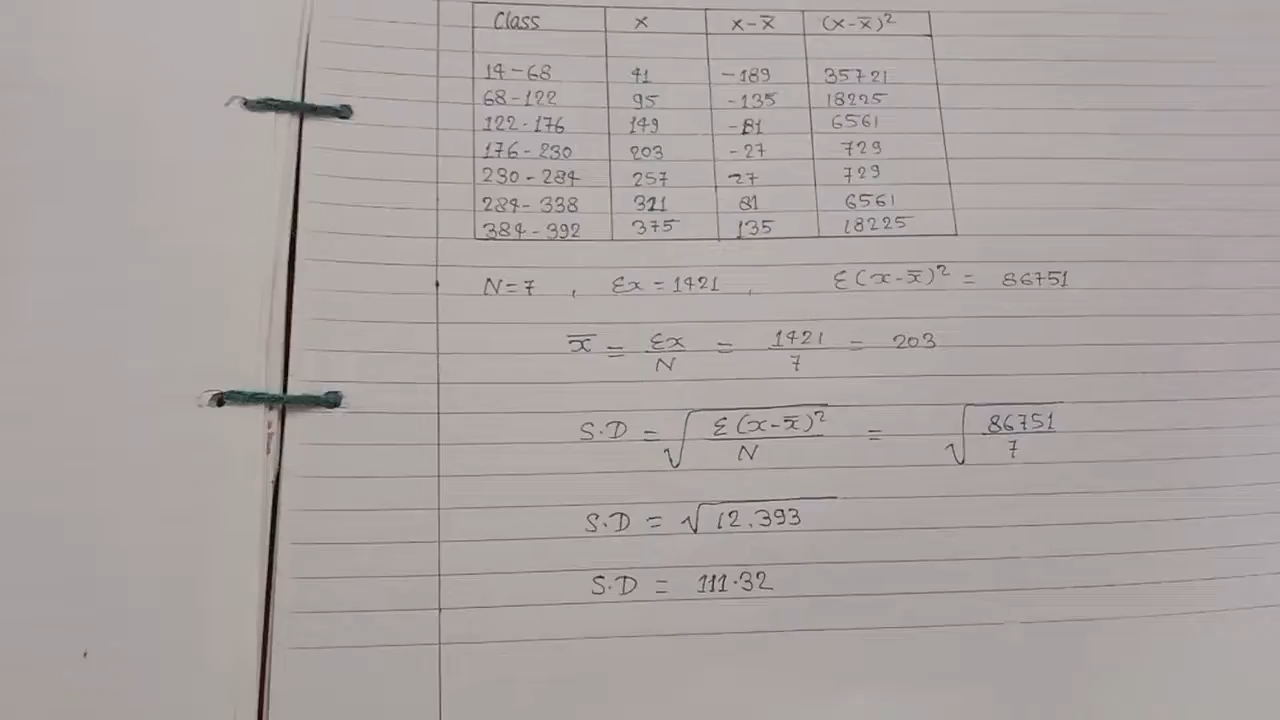 Class x x-x̄ (x-x̄)²
14-68 41 -189 35721
68-122 95 -135 18225
122-176 149 -81 6561
176-230 203 -27 729
230-284 257 27 729
284-338 321 81 6561
384-392 375 135 18225
N=7 , Ɛx = 1421 , Ɛ(x-x̄)² = 86751
x̄ = Ɛx/N = 1421/7 = 203
S.D = √(Ɛ(x-x̄)²/N) = √(86751/7)
S.D = √12.393
S.D = 111.32